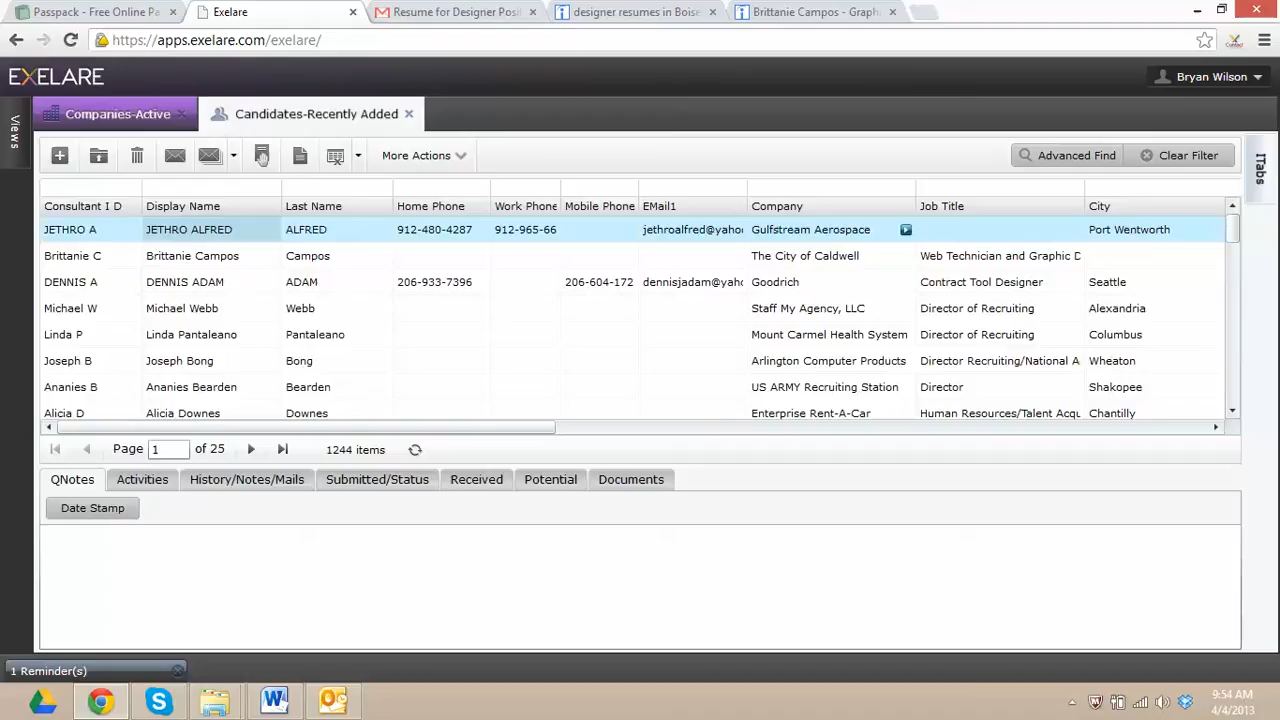 Passpack - Free Online Pa
Exelare
Resume for Designer Posi
designer resumes in Boise
Brittanie Campos - Graph
https://apps.exelare.com/exelare/
EXELARE
Bryan Wilson
Views
Companies-Active
Candidates-Recently Added
More Actions
Advanced Find
Clear Filter
ITabs
Consultant I D Display Name Last Name Home Phone Work Phone Mobile Phone EMail1 Company Job Title City
JETHRO A JETHRO ALFRED ALFRED 912-480-4287 912-965-66 jethroalfred@yahoo Gulfstream Aerospace Port Wentworth
Brittanie C Brittanie Campos Campos The City of Caldwell Web Technician and Graphic D
DENNIS A DENNIS ADAM ADAM 206-933-7396 206-604-172 dennisjadam@yaho Goodrich Contract Tool Designer Seattle
Michael W Michael Webb Webb Staff My Agency, LLC Director of Recruiting Alexandria
Linda P Linda Pantaleano Pantaleano Mount Carmel Health System Director of Recruiting Columbus
Joseph B Joseph Bong Bong Arlington Computer Products Director Recruiting/National A Wheaton
Ananies B Ananies Bearden Bearden US ARMY Recruiting Station Director Shakopee
Alicia D Alicia Downes Downes Enterprise Rent-A-Car Human Resources/Talent Acqu Chantilly
Page 1 of 25 1244 items
QNotes Activities History/Notes/Mails Submitted/Status Received Potential Documents
Date Stamp
1 Reminder(s)
9:54 AM
4/4/2013